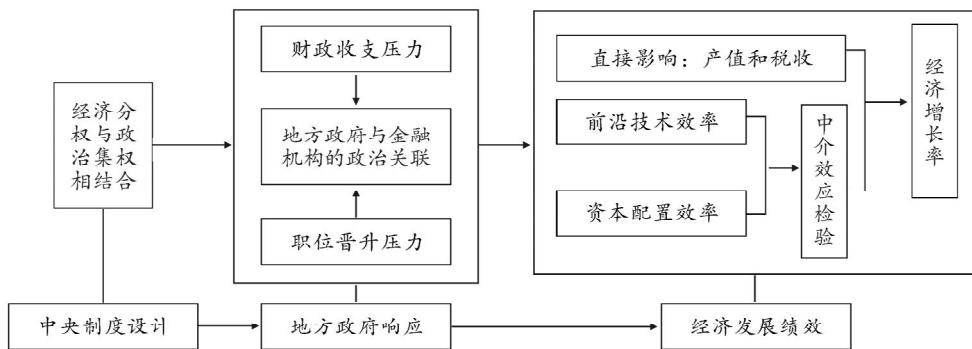 经济分
权与政
治集权
相结合
财政收支压力
地方政府与金融
机构的政治关联
职位晋升压力
直接影响：产值和税收
前沿技术效率
资本配置效率
中介效应检验
经济增长率
中央制度设计
地方政府响应
经济发展绩效